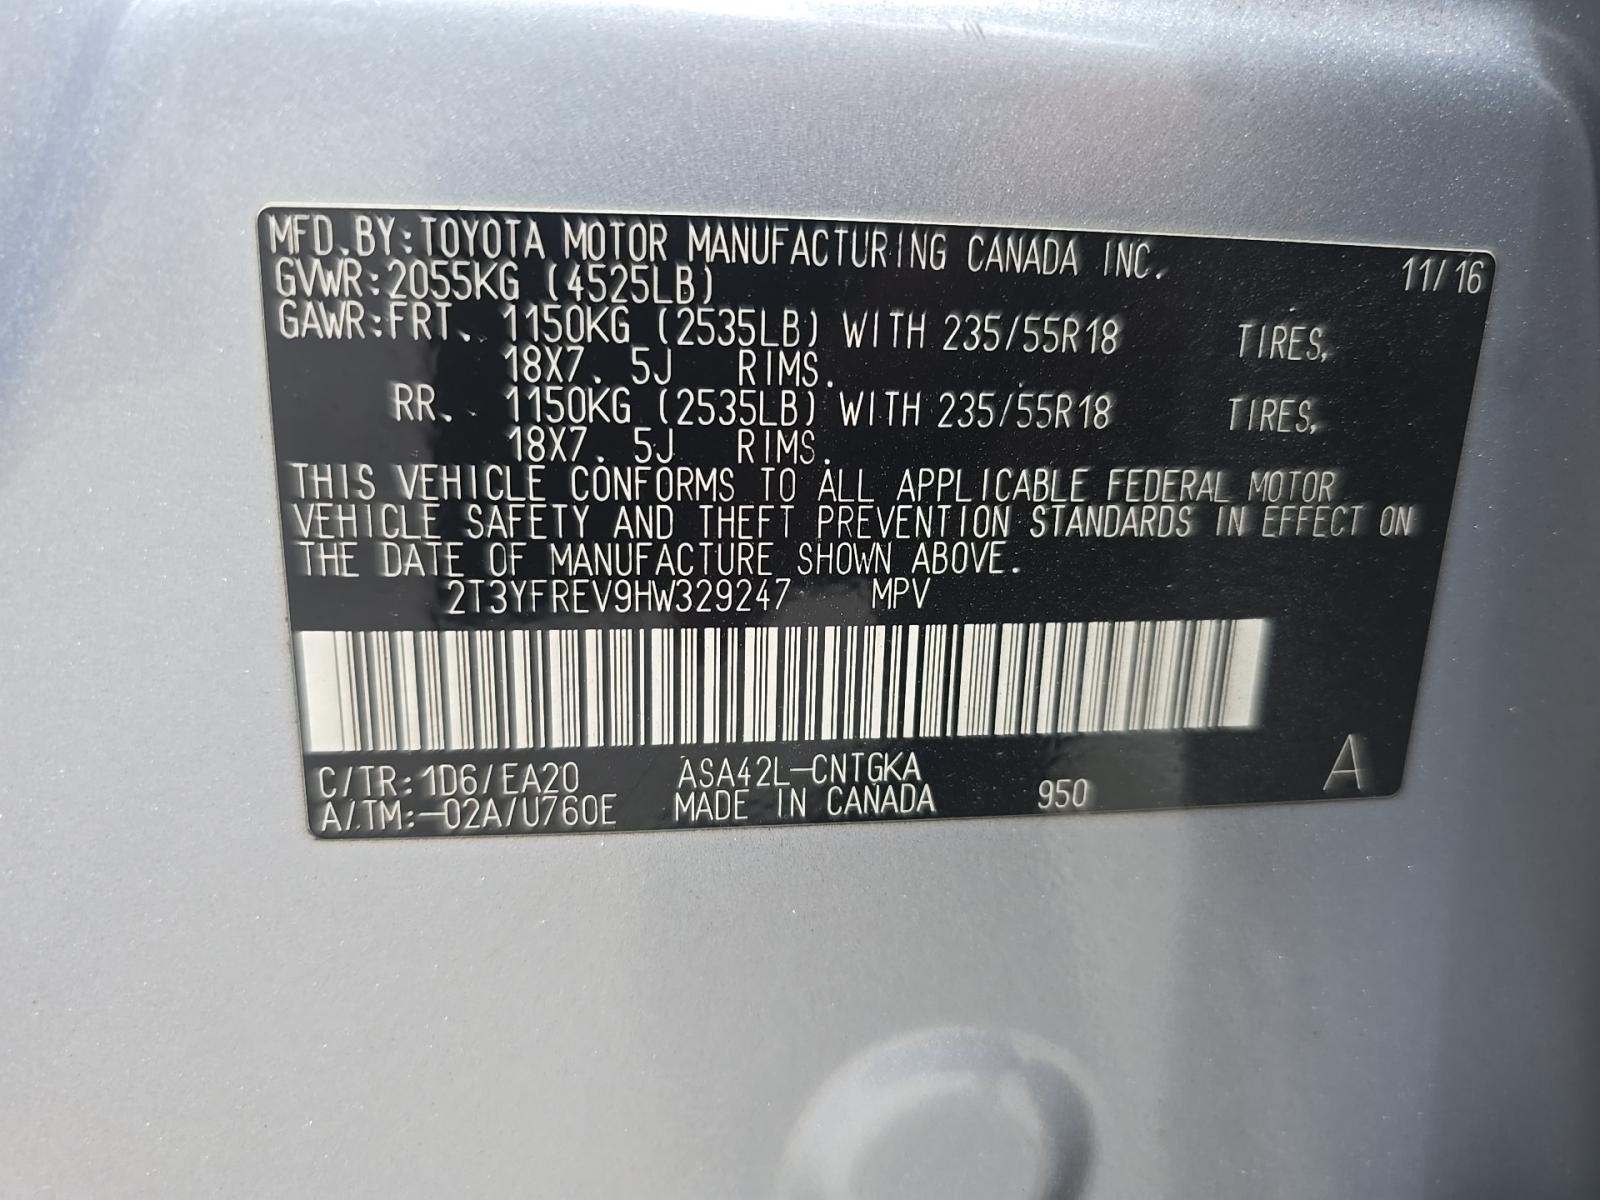 MFD.BY:TOYOTA MOTOR MANUFACTURING CANADA INC. 11/16
GVWR:2055KG (4525LB)
GAWR:FRT. 1150KG (2535LB) WITH 235/55R18 TIRES,
18X7.5J RIMS.
RR. 1150KG (2535LB) WITH 235/55R18 TIRES,
18X7.5J RIMS.
THIS VEHICLE CONFORMS TO ALL APPLICABLE FEDERAL MOTOR
VEHICLE SAFETY AND THEFT PREVENTION STANDARDS IN EFFECT ON
THE DATE OF MANUFACTURE SHOWN ABOVE.
2T3YFREV9HW329247 MPV
C/TR:1D6/EA20 ASA42L-CNTGKA A
A/TM:-02A/U760E MADE IN CANADA 950